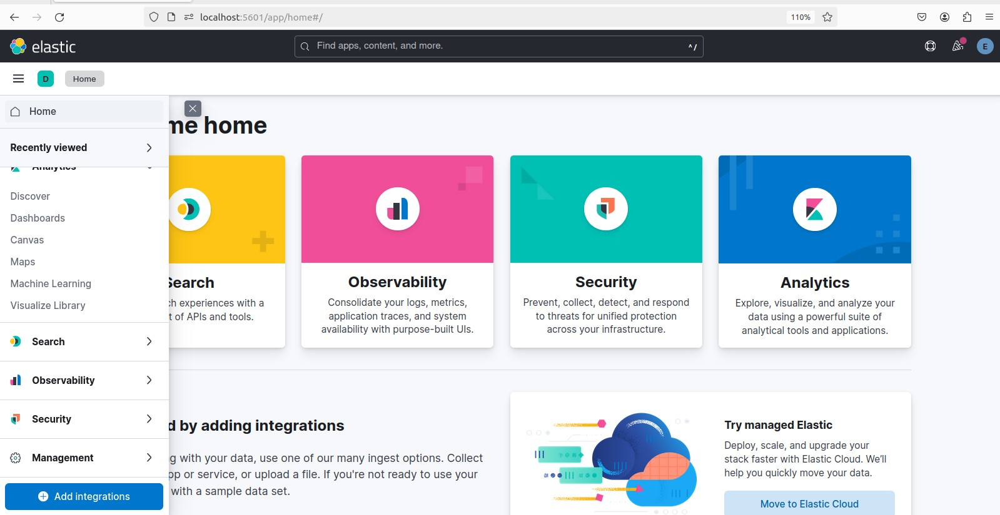 localhost:5601/app/home#/
110%
elastic
Find apps, content, and more.
^ /
E
D
Home
Home
me home
Recently viewed
Analytics
Discover
Dashboards
Canvas
Maps
Machine Learning
Visualize Library
Search
Observability
Security
Management
Add integrations
Search
ch experiences with a
t of APIs and tools.
Observability
Consolidate your logs, metrics,
application traces, and system
availability with purpose-built UIs.
Security
Prevent, collect, detect, and respond
to threats for unified protection
across your infrastructure.
Analytics
Explore, visualize, and analyze your
data using a powerful suite of
analytical tools and applications.
d by adding integrations
g with your data, use one of our many ingest options. Collect
pp or service, or upload a file. If you're not ready to use your
with a sample data set.
Try managed Elastic
Deploy, scale, and upgrade your
stack faster with Elastic Cloud. We’ll
help you quickly move your data.
Move to Elastic Cloud